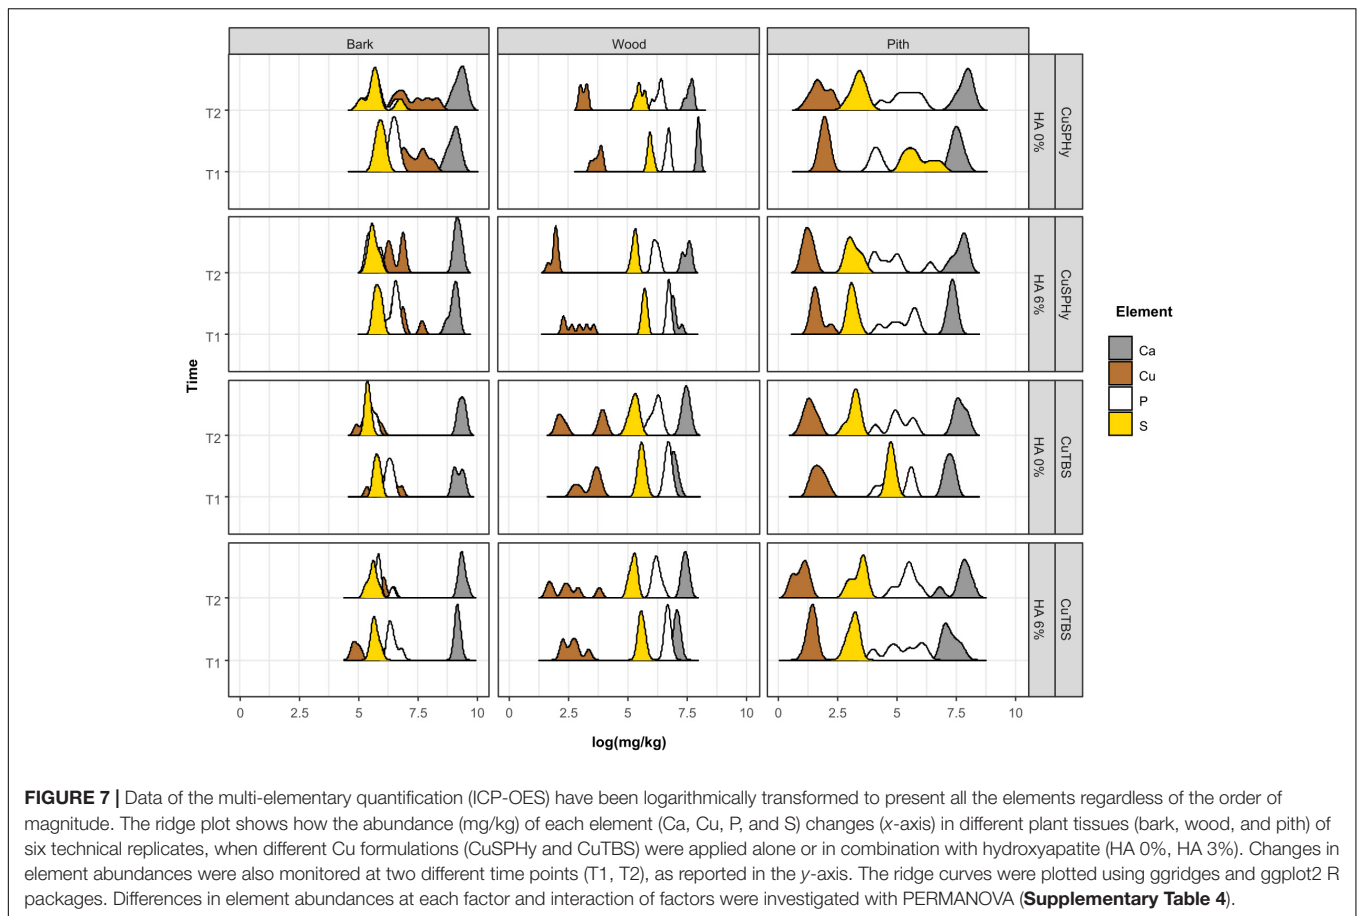 Bark Wood Pith
T2
T1
CuSPHy
HA 0%
T2
T1
CuSPHy
HA 6%
T2
T1
CuTBS
HA 0%
T2
T1
CuTBS
HA 6%
Time
0 2.5 5 7.5 10 0 2.5 5 7.5 10 0 2.5 5 7.5 10
log(mg/kg)
Element
Ca
Cu
P
S
FIGURE 7 | Data of the multi-elementary quantification (ICP-OES) have been logarithmically transformed to present all the elements regardless of the order of
magnitude. The ridge plot shows how the abundance (mg/kg) of each element (Ca, Cu, P, and S) changes (x-axis) in different plant tissues (bark, wood, and pith) of
six technical replicates, when different Cu formulations (CuSPHy and CuTBS) were applied alone or in combination with hydroxyapatite (HA 0%, HA 3%). Changes in
element abundances were also monitored at two different time points (T1, T2), as reported in the y-axis. The ridge curves were plotted using ggridges and ggplot2 R
packages. Differences in element abundances at each factor and interaction of factors were investigated with PERMANOVA (Supplementary Table 4).